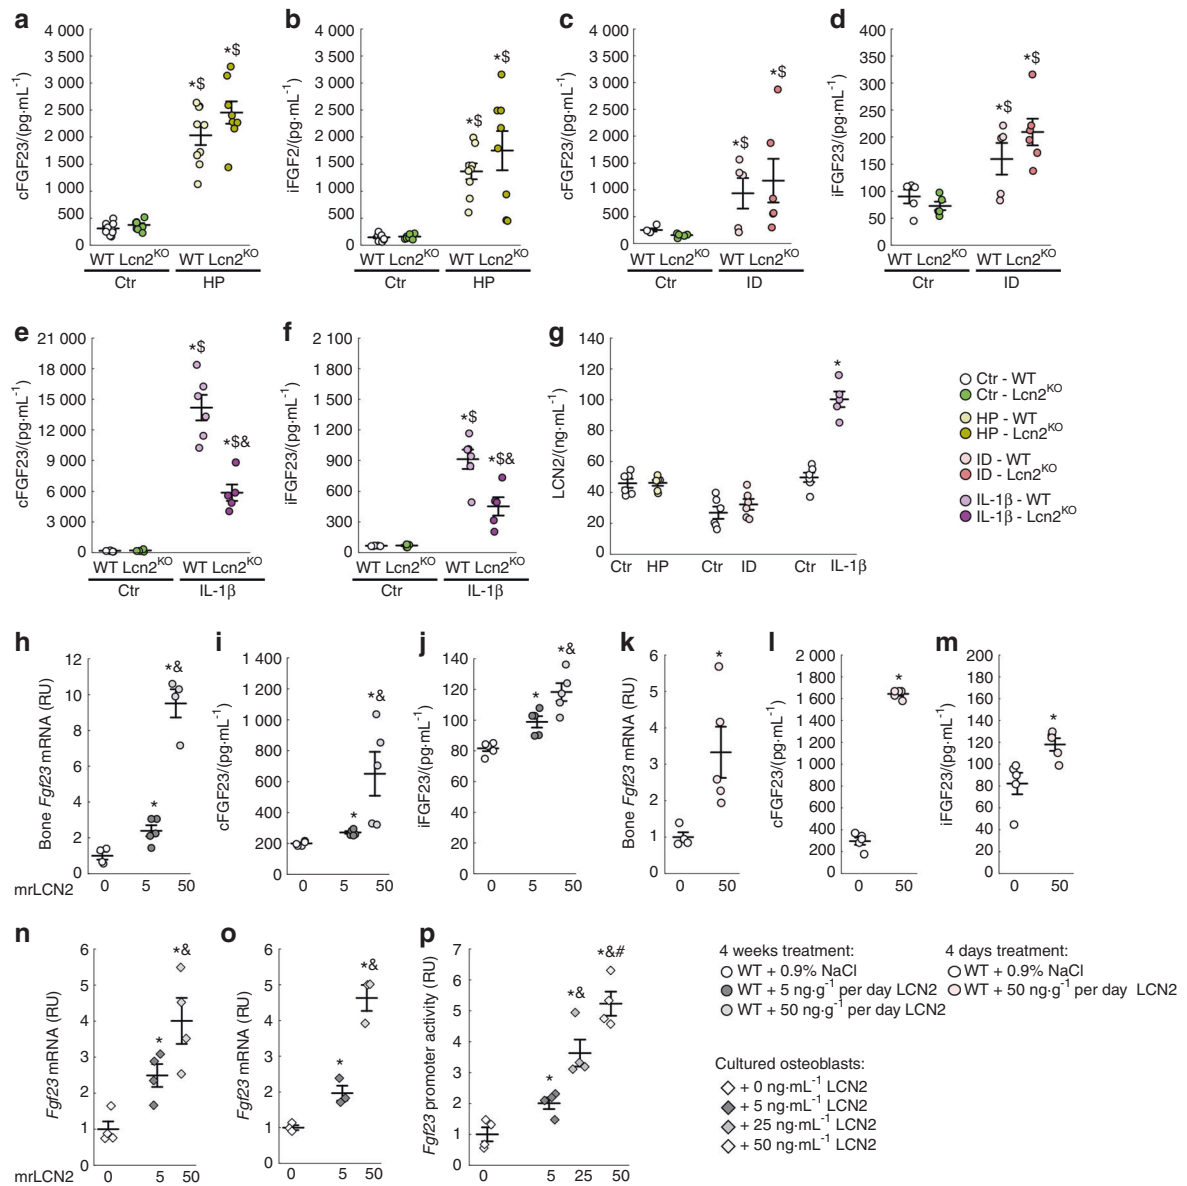 a
cFGF23/(pg·mL⁻¹)
4 000
3 500
3 000
2 500
2 000
1 500
1 000
500
0
*$
*$
WT Lcn2ᴷᴼ WT Lcn2ᴷᴼ
Ctr HP
b
iFGF2/(pg·mL⁻¹)
4 000
3 500
3 000
2 500
2 000
1 500
1 000
500
0
*$
*$
WT Lcn2ᴷᴼ WT Lcn2ᴷᴼ
Ctr HP
c
cFGF23/(pg·mL⁻¹)
4 000
3 500
3 000
2 500
2 000
1 500
1 000
500
0
*$
*$
WT Lcn2ᴷᴼ WT Lcn2ᴷᴼ
Ctr ID
d
iFGF23/(pg·mL⁻¹)
400
350
300
250
200
150
100
50
0
*$
*$
WT Lcn2ᴷᴼ WT Lcn2ᴷᴼ
Ctr ID
e
cFGF23/(pg·mL⁻¹)
21 000
18 000
15 000
12 000
9 000
6 000
3 000
0
*$
*$&
WT Lcn2ᴷᴼ WT Lcn2ᴷᴼ
Ctr IL-1β
f
iFGF23/(pg·mL⁻¹)
2 100
1 800
1 500
1 200
900
600
300
0
*$
*$&
WT Lcn2ᴷᴼ WT Lcn2ᴷᴼ
Ctr IL-1β
g
LCN2/(ng·mL⁻¹)
140
120
100
80
60
40
20
0
*
Ctr HP Ctr ID Ctr IL-1β
Ctr - WT
Ctr - Lcn2ᴷᴼ
HP - WT
HP - Lcn2ᴷᴼ
ID - WT
ID - Lcn2ᴷᴼ
IL-1β - WT
IL-1β - Lcn2ᴷᴼ
h
Bone Fgf23 mRNA (RU)
12
10
8
6
4
2
0
*
*&
mrLCN2 0 5 50
i
cFGF23/(pg·mL⁻¹)
1 400
1 200
1 000
800
600
400
200
0
*
*&
0 5 50
j
iFGF23/(pg·mL⁻¹)
140
120
100
80
60
40
20
0
*
*&
0 5 50
k
Bone Fgf23 mRNA (RU)
6
5
4
3
2
1
0
*
0 50
l
cFGF23/(pg·mL⁻¹)
2 000
1 800
1 600
1 400
1 200
1 000
800
600
400
200
0
*
0 50
m
iFGF23/(pg·mL⁻¹)
200
180
160
140
120
100
80
60
40
20
0
*
0 50
n
Fgf23 mRNA (RU)
6
5
4
3
2
1
0
*
*&
mrLCN2 0 5 50
o
Fgf23 mRNA (RU)
6
5
4
3
2
1
0
*
*&
0 5 50
p
Fgf23 promoter activity (RU)
7
6
5
4
3
2
1
0
*
*&
*&#
0 5 25 50
4 weeks treatment:
WT + 0.9% NaCl
WT + 5 ng·g⁻¹ per day LCN2
WT + 50 ng·g⁻¹ per day LCN2
4 days treatment:
WT + 0.9% NaCl
WT + 50 ng·g⁻¹ per day LCN2
Cultured osteoblasts:
+ 0 ng·mL⁻¹ LCN2
+ 5 ng·mL⁻¹ LCN2
+ 25 ng·mL⁻¹ LCN2
+ 50 ng·mL⁻¹ LCN2